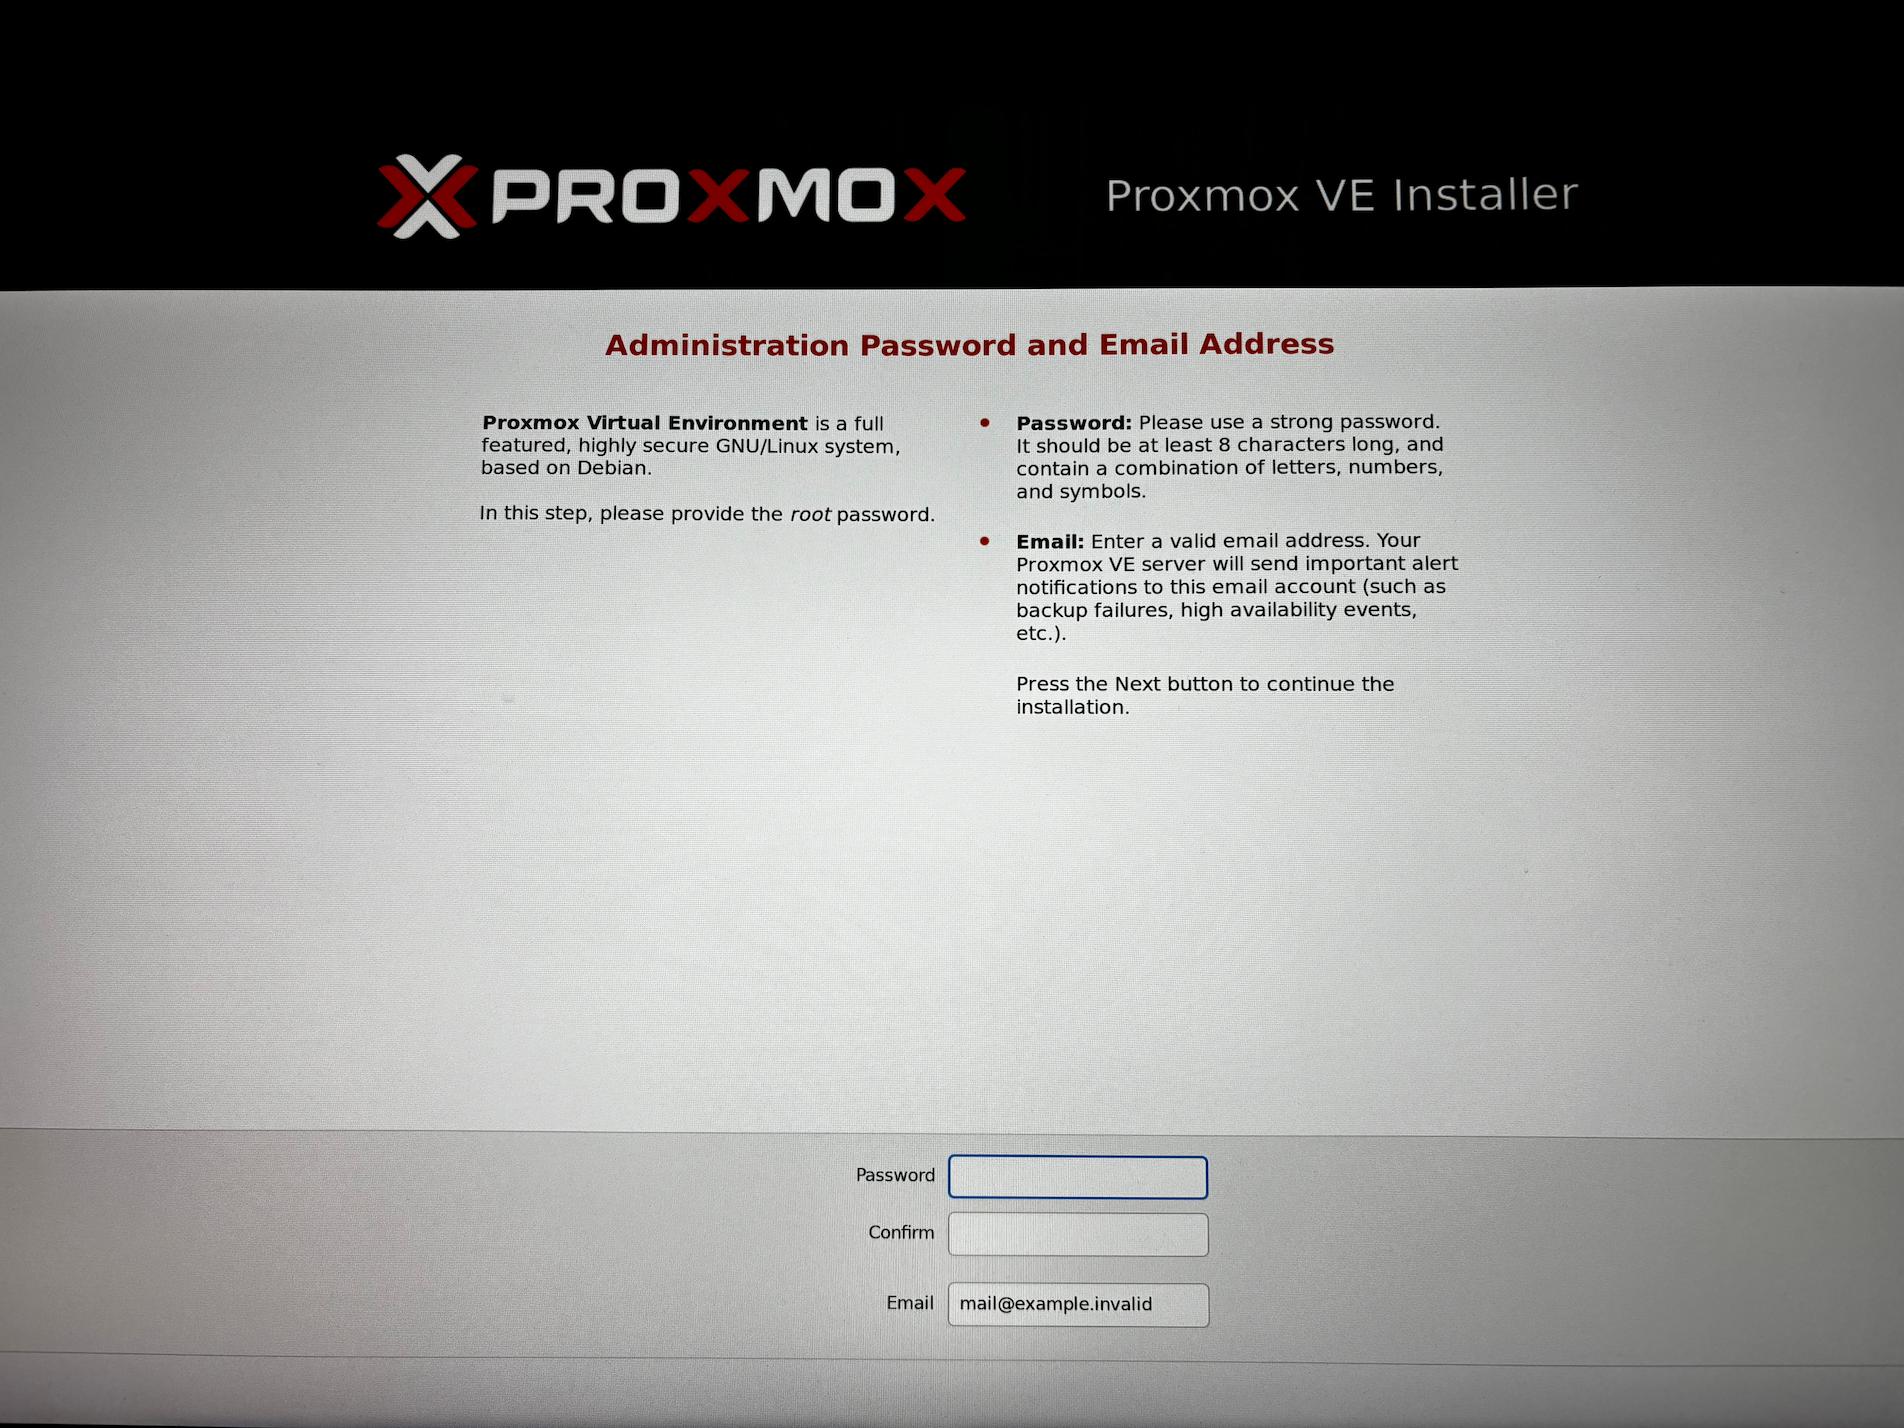 PROXMOX
Proxmox VE Installer
Administration Password and Email Address
Proxmox Virtual Environment is a full
featured, highly secure GNU/Linux system,
based on Debian.
In this step, please provide the root password.
• Password: Please use a strong password.
It should be at least 8 characters long, and
contain a combination of letters, numbers,
and symbols.
• Email: Enter a valid email address. Your
Proxmox VE server will send important alert
notifications to this email account (such as
backup failures, high availability events,
etc.).
Press the Next button to continue the
installation.
Password
Confirm
Email mail@example.invalid